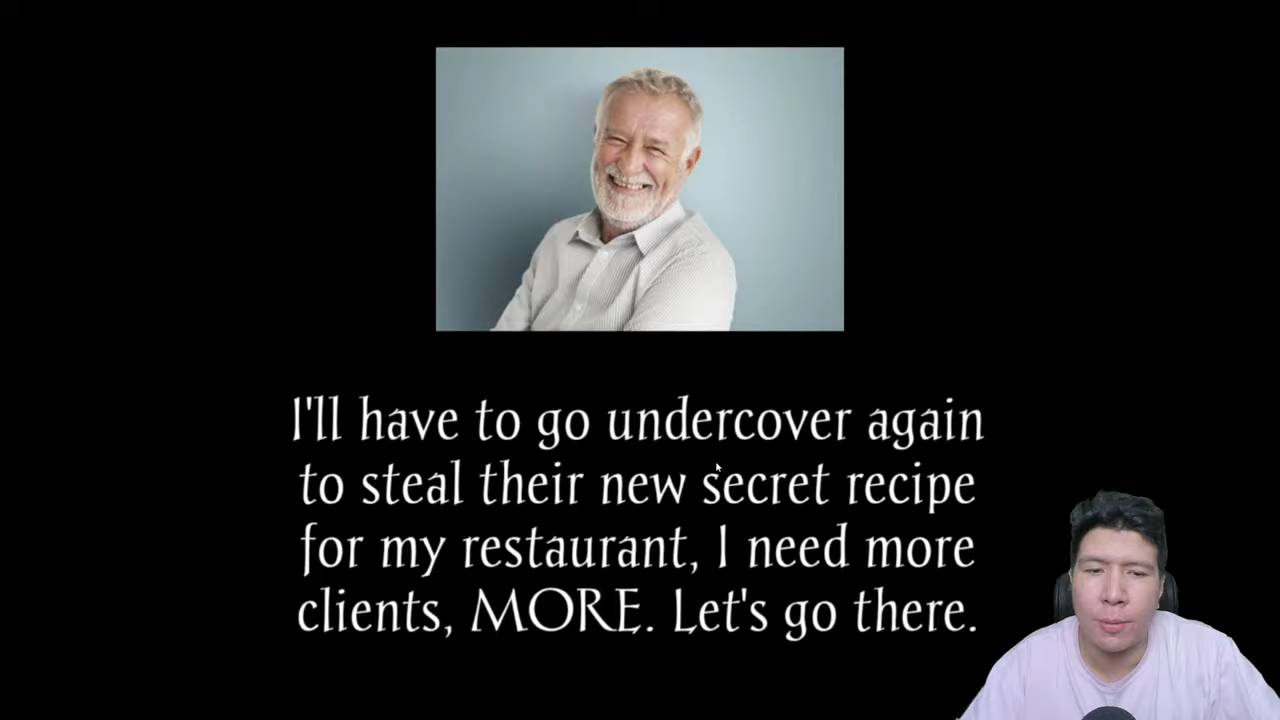 I'll have to go undercover again
to steal their new secret recipe
for my restaurant, I need more
clients, MORE. Let's go there.